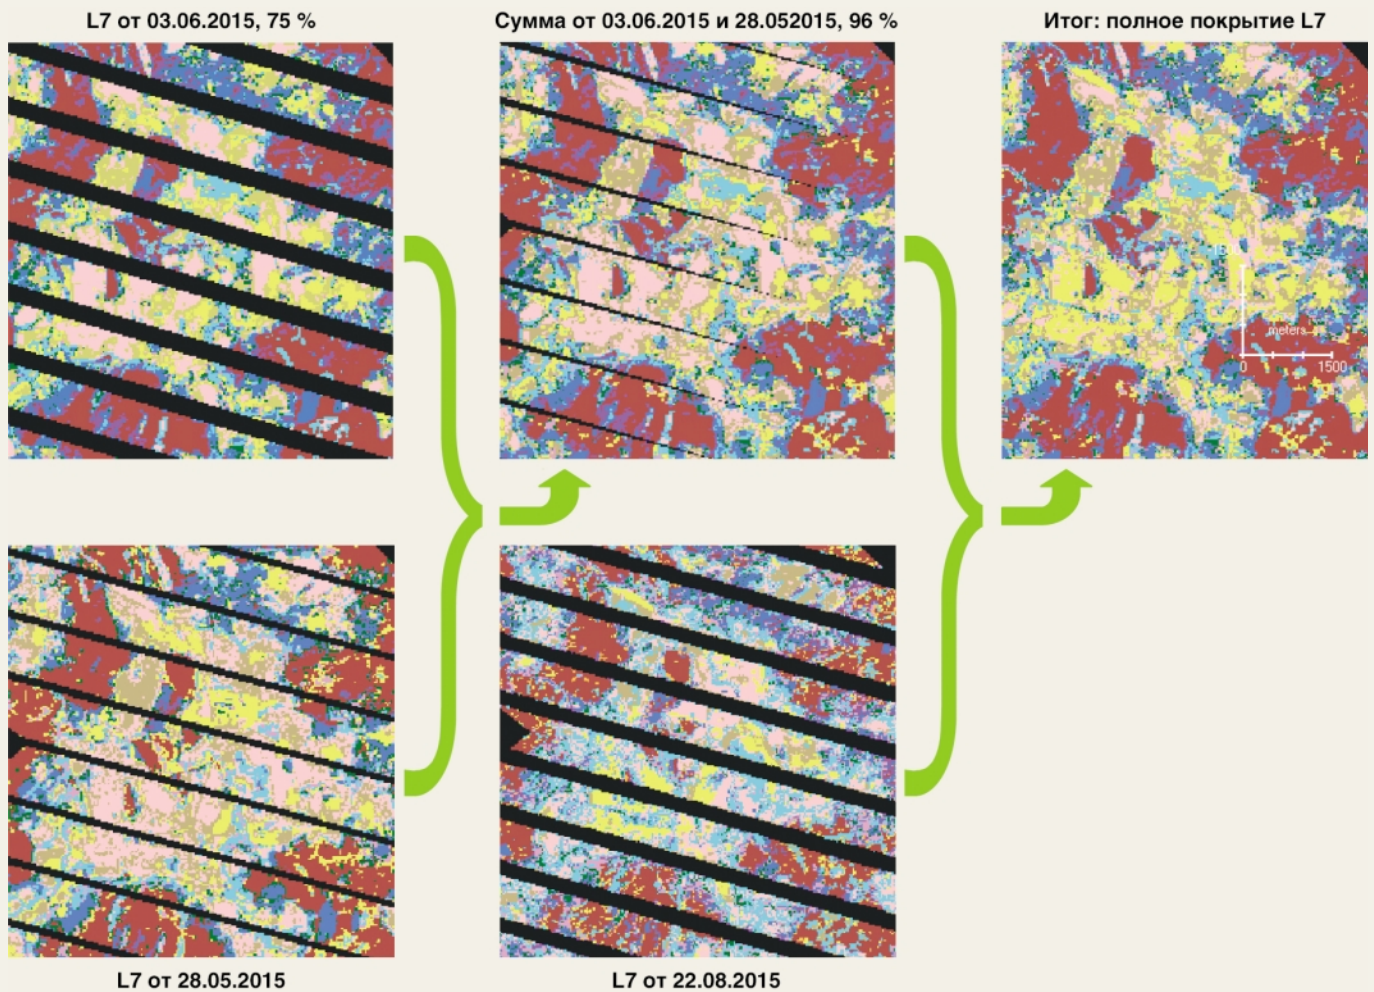 L7 от 03.06.2015, 75 %
Сумма от 03.06.2015 и 28.052015, 96 %
Итог: полное покрытие L7
meters
0 1500
L7 от 28.05.2015
L7 от 22.08.2015